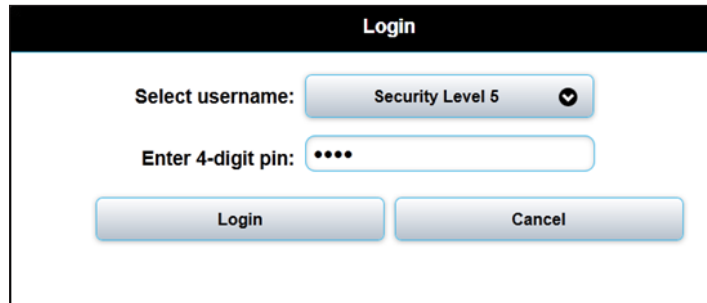 Login
Select username: Security Level 5
Enter 4-digit pin: ••••
Login Cancel